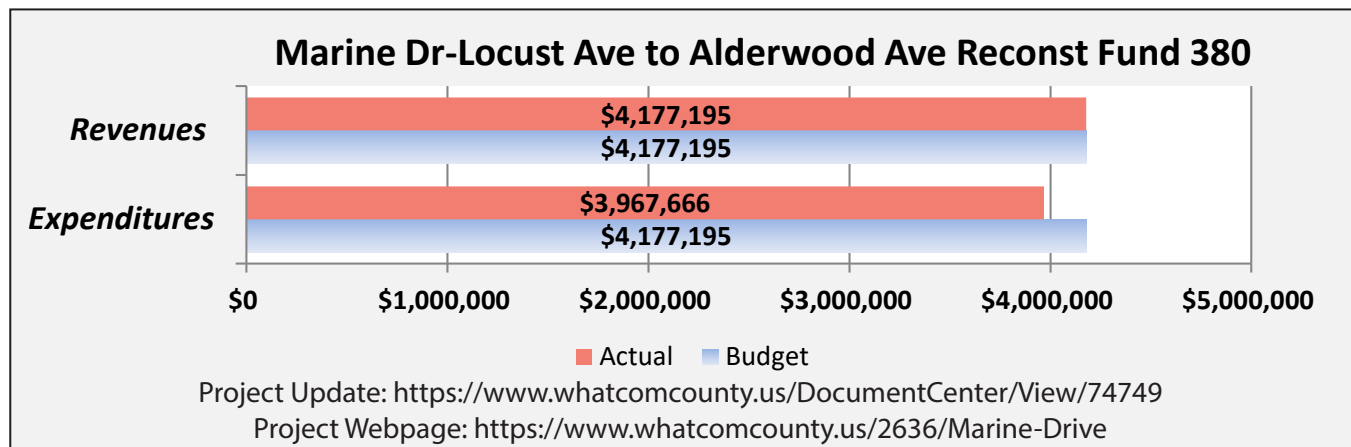 Marine Dr-Locust Ave to Alderwood Ave Reconst Fund 380
Revenues
$4,177,195
$4,177,195
Expenditures
$3,967,666
$4,177,195
$0 $1,000,000 $2,000,000 $3,000,000 $4,000,000 $5,000,000
Actual Budget
Project Update: https://www.whatcomcounty.us/DocumentCenter/View/74749
Project Webpage: https://www.whatcomcounty.us/2636/Marine-Drive